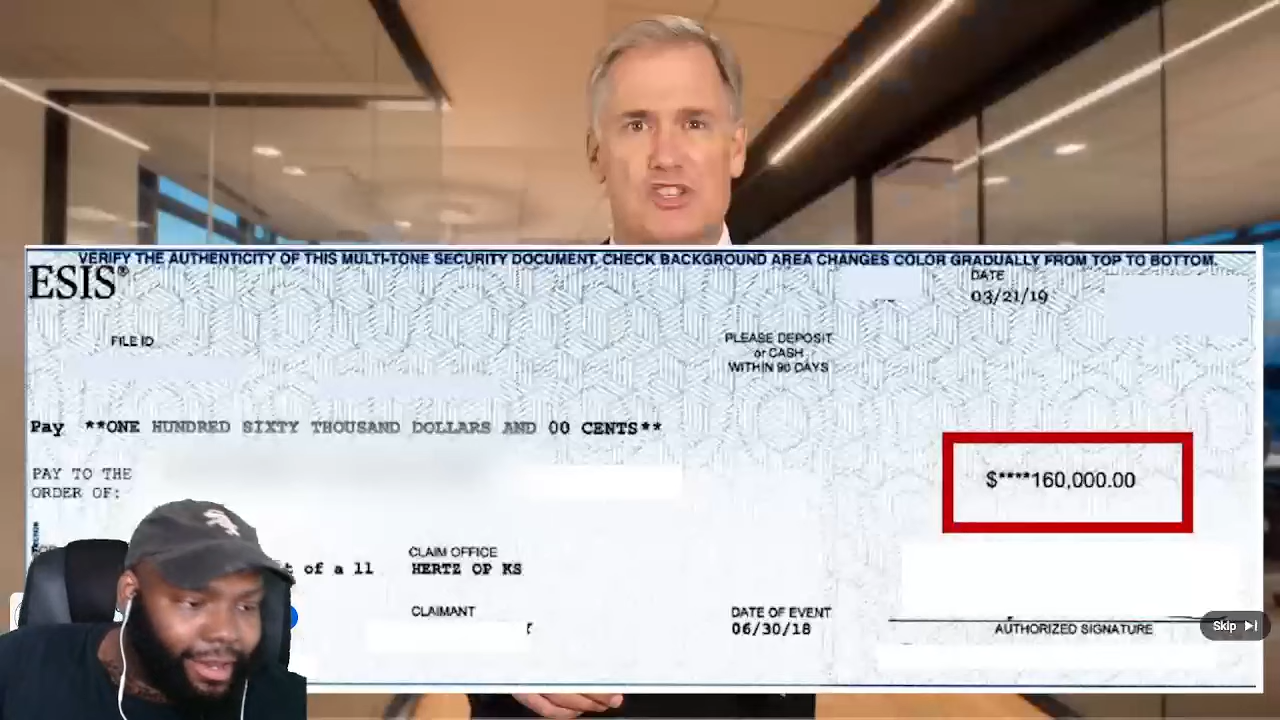 VERIFY THE AUTHENTICITY OF THIS MULTI-TONE SECURITY DOCUMENT. CHECK BACKGROUND AREA CHANGES COLOR GRADUALLY FROM TOP TO BOTTOM.
ESIS®
DATE
03/21/19
FILE ID
PLEASE DEPOSIT
or CASH
WITHIN 90 DAYS
Pay **ONE HUNDRED SIXTY THOUSAND DOLLARS AND 00 CENTS**
$****160,000.00
PAY TO THE
ORDER OF:
of a ll
CLAIM OFFICE
HERTZ OP KS
CLAIMANT
DATE OF EVENT
06/30/18
AUTHORIZED SIGNATURE
Skip